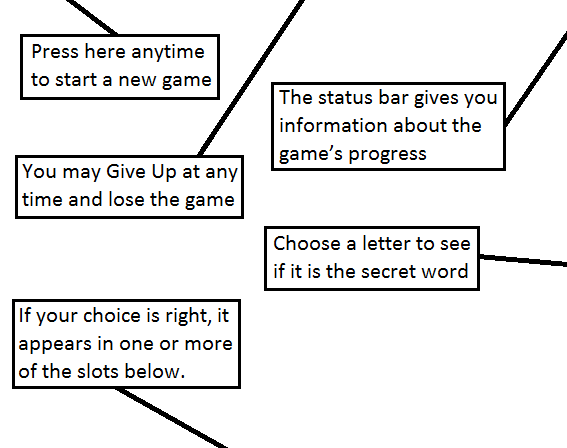 Press here anytime
to start a new game
The status bar gives you
information about the
game's progress
You may Give Up at any
time and lose the game
Choose a letter to see
if it is the secret word
If your choice is right, it
appears in one or more
of the slots below.